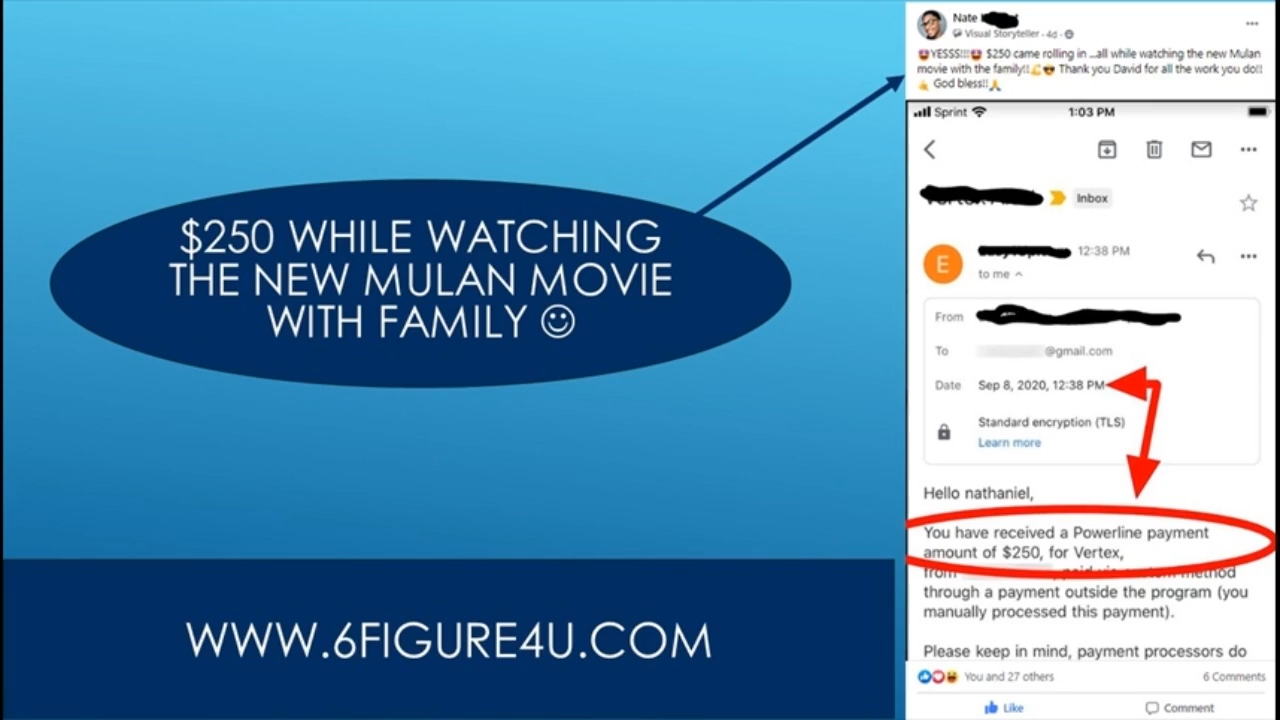 $250 WHILE WATCHING
THE NEW MULAN MOVIE
WITH FAMILY ☺
WWW.6FIGURE4U.COM
Nate
Visual Storyteller · 4d ·
😍YESSS!!!😍 $250 came rolling in ...all while watching the new Mulan
movie with the family!!💪😎 Thank you David for all the work you do!!
🤙 God bless!!🙏
Sprint 1:03 PM
Inbox
E
12:38 PM
to me
From
To @gmail.com
Date Sep 8, 2020, 12:38 PM
Standard encryption (TLS)
Learn more
Hello nathaniel,
You have received a Powerline payment
amount of $250, for Vertex,
from paid via custom method
through a payment outside the program (you
manually processed this payment).
Please keep in mind, payment processors do
You and 27 others 6 Comments
Like Comment